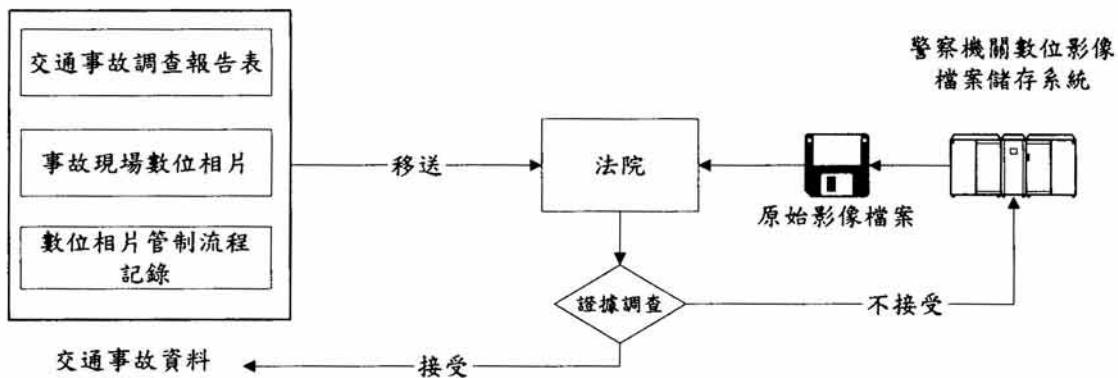 交通事故調查報告表
事故現場數位相片
數位相片管制流程
記錄
移送
法院
警察機關數位影像
檔案儲存系統
原始影像檔案
證據調查
不接受
交通事故資料
接受